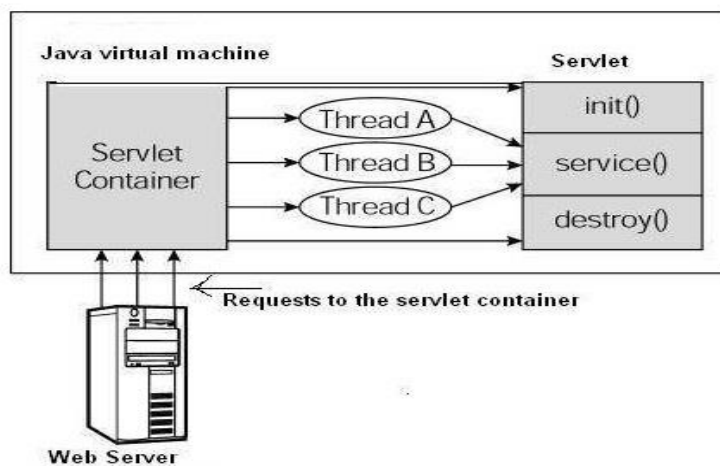 Java virtual machine
Servlet
Servlet
Container
Thread A
Thread B
Thread C
init()
service()
destroy()
Requests to the servlet container
Web Server